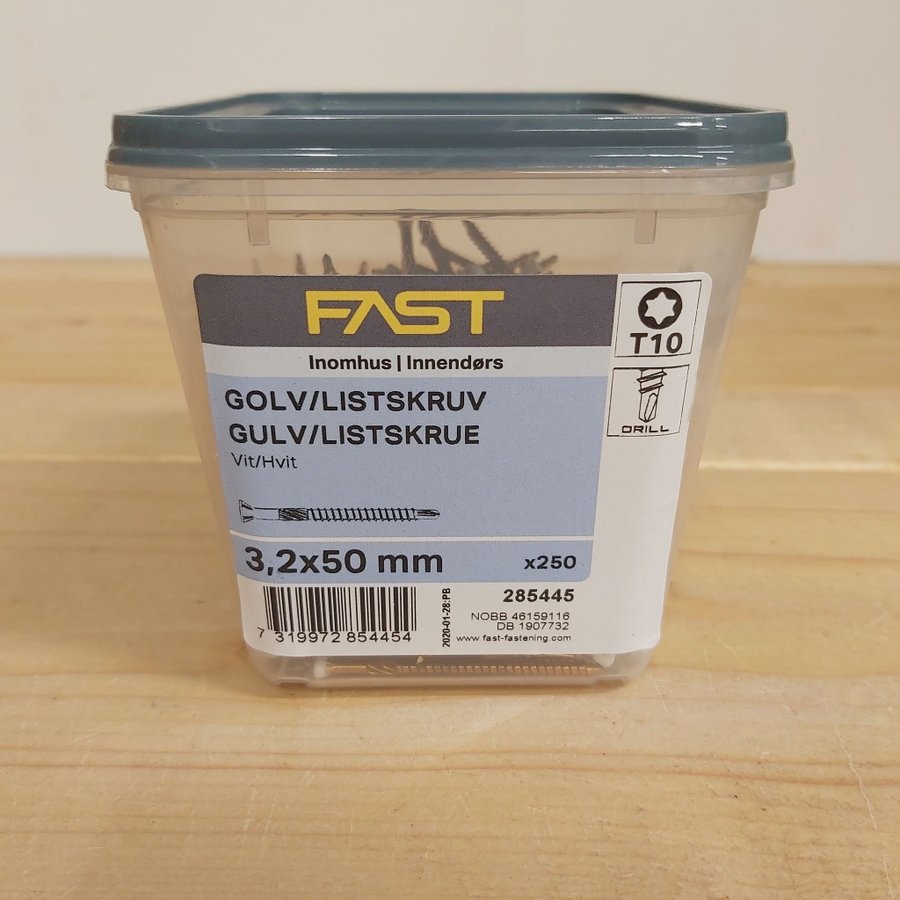 FAST
Inomhus | Innendørs
T10
DRILL
GOLV/LISTSKRUV
GULV/LISTSKRUE
Vit/Hvit
3,2x50 mm
x250
285445
NOBB 46159116
DB 1907732
www.fast-fastening.com
2020-01-28:PB
7 319972 854454